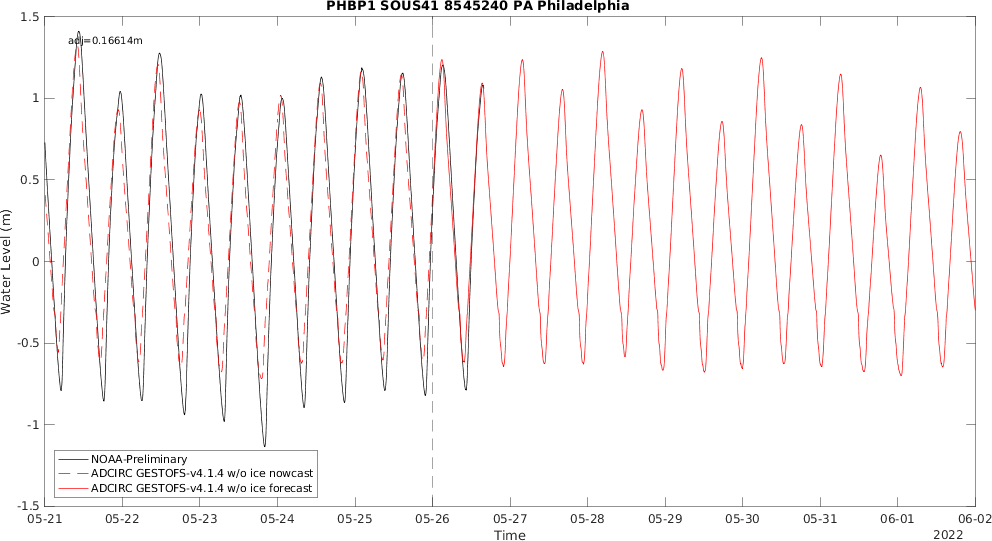 PHBP1 SOUS41 8545240 PA Philadelphia
adj=0.16614m
1.5
1
0.5
0
-0.5
-1
-1.5
Water Level (m)
NOAA-Preliminary
ADCIRC GESTOFS-v4.1.4 w/o ice nowcast
ADCIRC GESTOFS-v4.1.4 w/o ice forecast
05-21 05-22 05-23 05-24 05-25 05-26 05-27 05-28 05-29 05-30 05-31 06-01 06-02
Time
2022